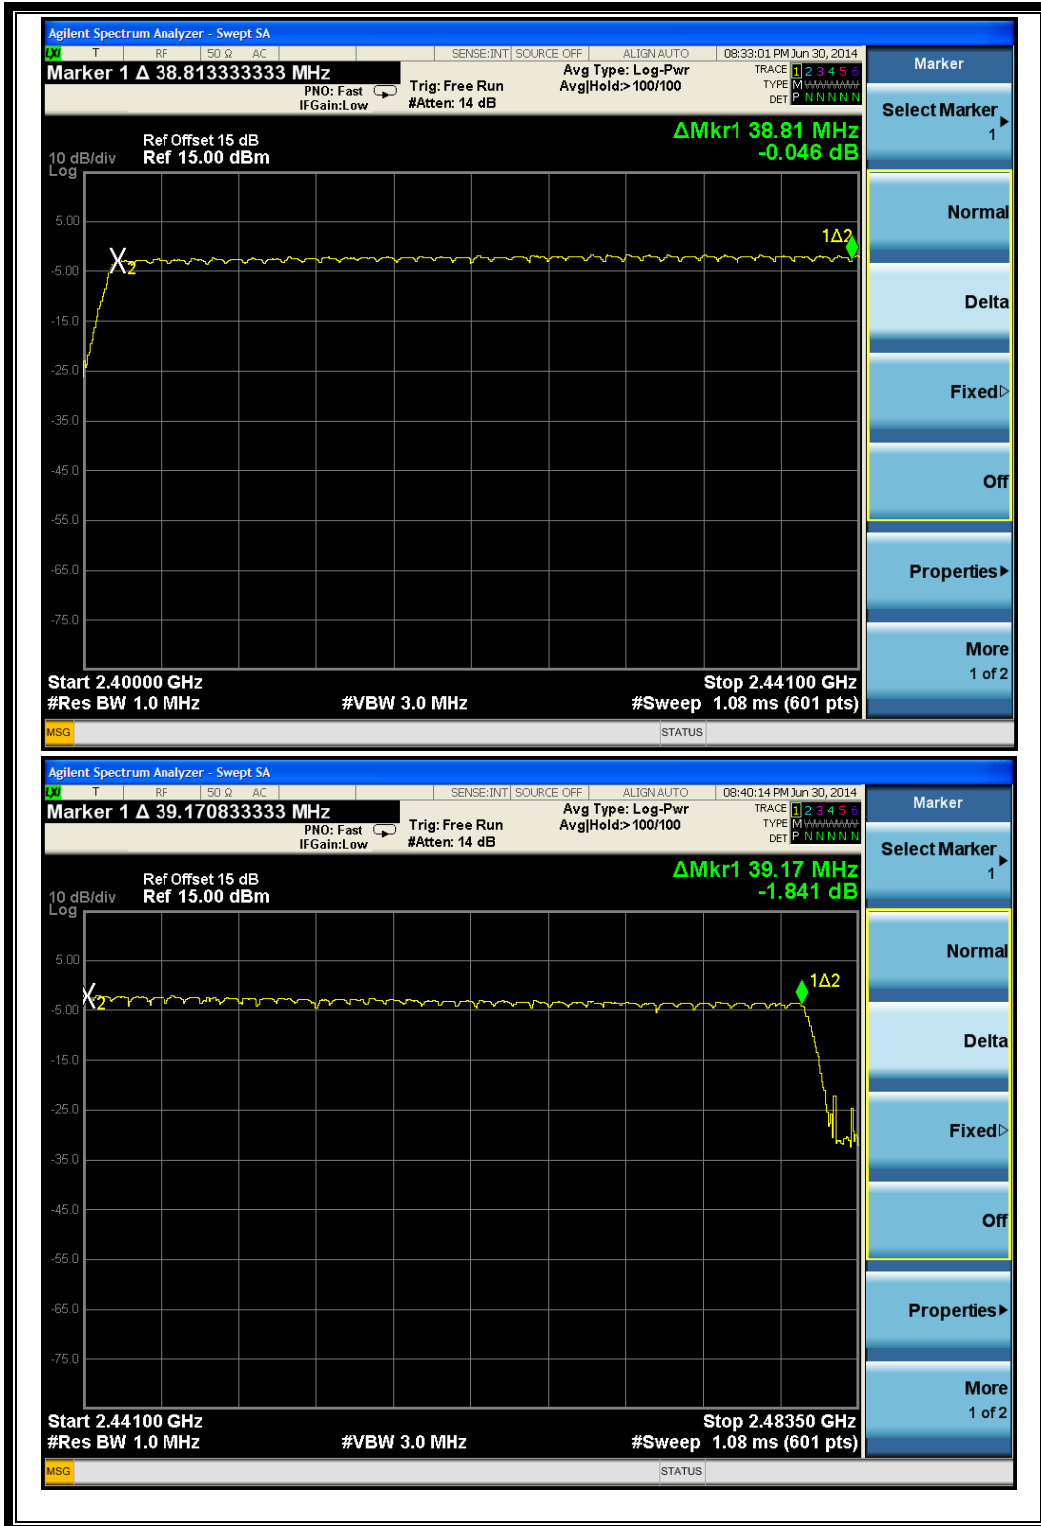 Agilent Spectrum Analyzer - Swept SA
LXI T RF 50 Ω AC SENSE:INT SOURCE OFF ALIGN AUTO 08:33:01 PM Jun 30, 2014
Marker 1 Δ 38.813333333 MHz
PNO: Fast
IFGain:Low
Trig: Free Run
#Atten: 14 dB
Avg Type: Log-Pwr
Avg|Hold:>100/100
TRACE 1 2 3 4 5 6
TYPE M
DET P N N N N N
ΔMkr1 38.81 MHz
-0.046 dB
Ref Offset 15 dB
10 dB/div Ref 15.00 dBm
Log
5.00
-5.00
-15.0
-25.0
-35.0
-45.0
-55.0
-65.0
-75.0
X2
1Δ2
Start 2.40000 GHz Stop 2.44100 GHz
#Res BW 1.0 MHz #VBW 3.0 MHz #Sweep 1.08 ms (601 pts)
MSG STATUS
Marker
Select Marker
1
Normal
Delta
Fixed
Off
Properties
More
1 of 2
Agilent Spectrum Analyzer - Swept SA
LXI T RF 50 Ω AC SENSE:INT SOURCE OFF ALIGN AUTO 08:40:14 PM Jun 30, 2014
Marker 1 Δ 39.170833333 MHz
PNO: Fast
IFGain:Low
Trig: Free Run
#Atten: 14 dB
Avg Type: Log-Pwr
Avg|Hold:>100/100
TRACE 1 2 3 4 5 6
TYPE M
DET P N N N N N
ΔMkr1 39.17 MHz
-1.841 dB
Ref Offset 15 dB
10 dB/div Ref 15.00 dBm
Log
5.00
-5.00
-15.0
-25.0
-35.0
-45.0
-55.0
-65.0
-75.0
X2
1Δ2
Start 2.44100 GHz Stop 2.48350 GHz
#Res BW 1.0 MHz #VBW 3.0 MHz #Sweep 1.08 ms (601 pts)
MSG STATUS
Marker
Select Marker
1
Normal
Delta
Fixed
Off
Properties
More
1 of 2